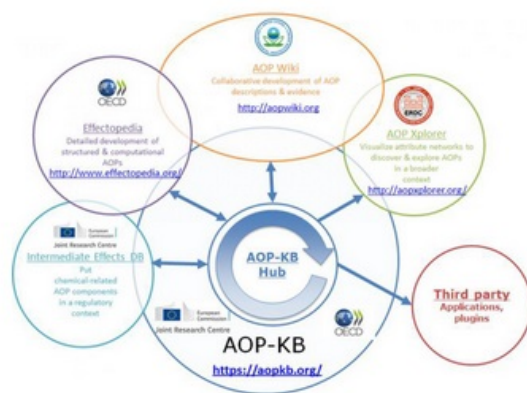 AOP Wiki
Collaborative development of AOP
descriptions & evidence
http://aopwiki.org
OECD
Effectopedia
Detailed development of
structured & computational
AOPs
http://www.effectopedia.org/
ERDC
AOP Xplorer
Visualize attribute networks to
discover & explore AOPs
in a broader
context
http://aopxplorer.org/
European
Commission
Joint Research Centre
Intermediate Effects DB
Put
chemical-related
AOP components
in a regulatory
context
AOP-KB
Hub
Third party
Applications,
plugins
European
Commission
Joint Research Centre
OECD
AOP-KB
https://aopkb.org/